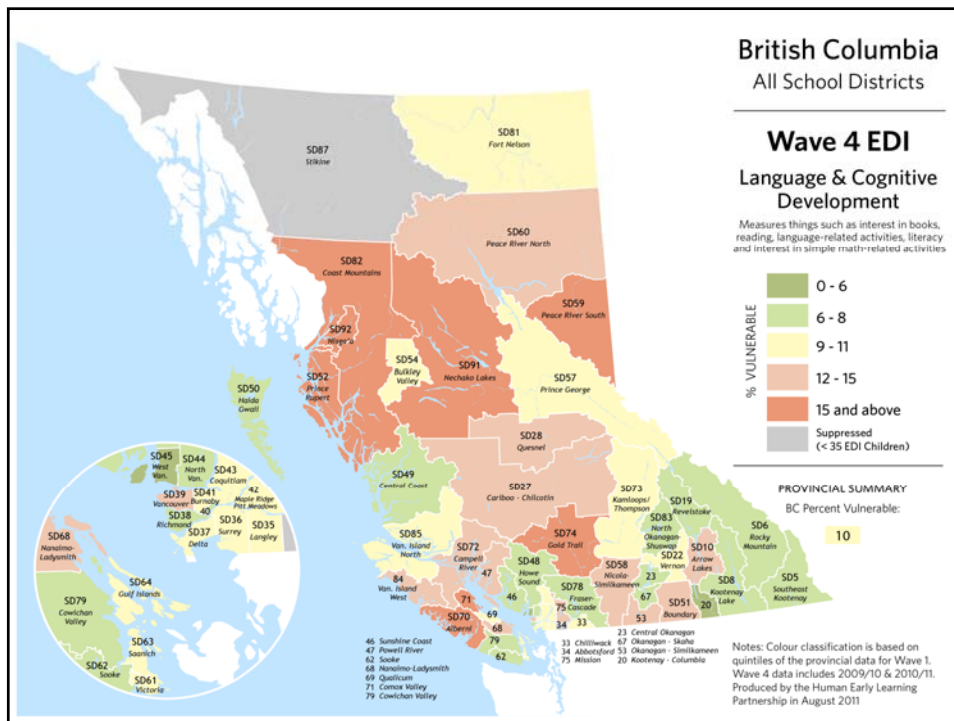 British Columbia
All School Districts
Wave 4 EDI
Language & Cognitive
Development
Measures things such as interest in books,
reading, language-related activities, literacy
and interest in simple math-related activities
% VULNERABLE
0 - 6
6 - 8
9 - 11
12 - 15
15 and above
Suppressed
(< 35 EDI Children)
PROVINCIAL SUMMARY
BC Percent Vulnerable:
10
Notes: Colour classification is based on
quintiles of the provincial data for Wave 1.
Wave 4 data includes 2009/10 & 2010/11.
Produced by the Human Early Learning
Partnership in August 2011
SD81
Fort Nelson
SD87
Stikine
SD60
Peace River North
SD82
Coast Mountains
SD59
Peace River South
SD92
Nisga'a
SD54
Bulkley
Valley
SD91
Nechako Lakes
SD52
Prince
Rupert
SD57
Prince George
SD50
Haida
Gwaii
SD28
Quesnel
SD49
Central Coast
SD27
Cariboo - Chilcotin
SD73
Kamloops/
Thompson
SD19
Revelstoke
SD83
North
Okanagan-
Shuswap
SD6
Rocky
Mountain
SD85
Van. Island
North
SD72
Campell
River
SD74
Gold Trail
SD22
Vernon
SD10
Arrow
Lakes
SD48
Howe
Sound
SD58
Nicola-
Similkameen
SD8
Kootenay
Lake
SD5
Southeast
Kootenay
84
Van. Island
West
47
46
SD78
Fraser-
Cascade
23
67
SD51
Boundary
20
53
71
SD70
Alberni
69
68
79
62
75
34
33
SD45
West
Van.
SD44
North
Van.
SD43
Coquitlam
42
Maple Ridge
Pitt Meadows
SD39
Vancouver
SD41
Burnaby
40
SD38
Richmond
SD37
Delta
SD36
Surrey
SD35
Langley
SD68
Nanaimo-
Ladysmith
SD64
Gulf Islands
SD79
Cowichan
Valley
SD63
Saanich
SD62
Sooke
SD61
Victoria
46 Sunshine Coast
47 Powell River
62 Sooke
68 Nanaimo-Ladysmith
69 Qualicum
71 Comox Valley
79 Cowichan Valley
33 Chilliwack
34 Abbotsford
75 Mission
23 Central Okanagan
67 Okanagan - Skaha
53 Okanagan - Similkameen
20 Kootenay - Columbia